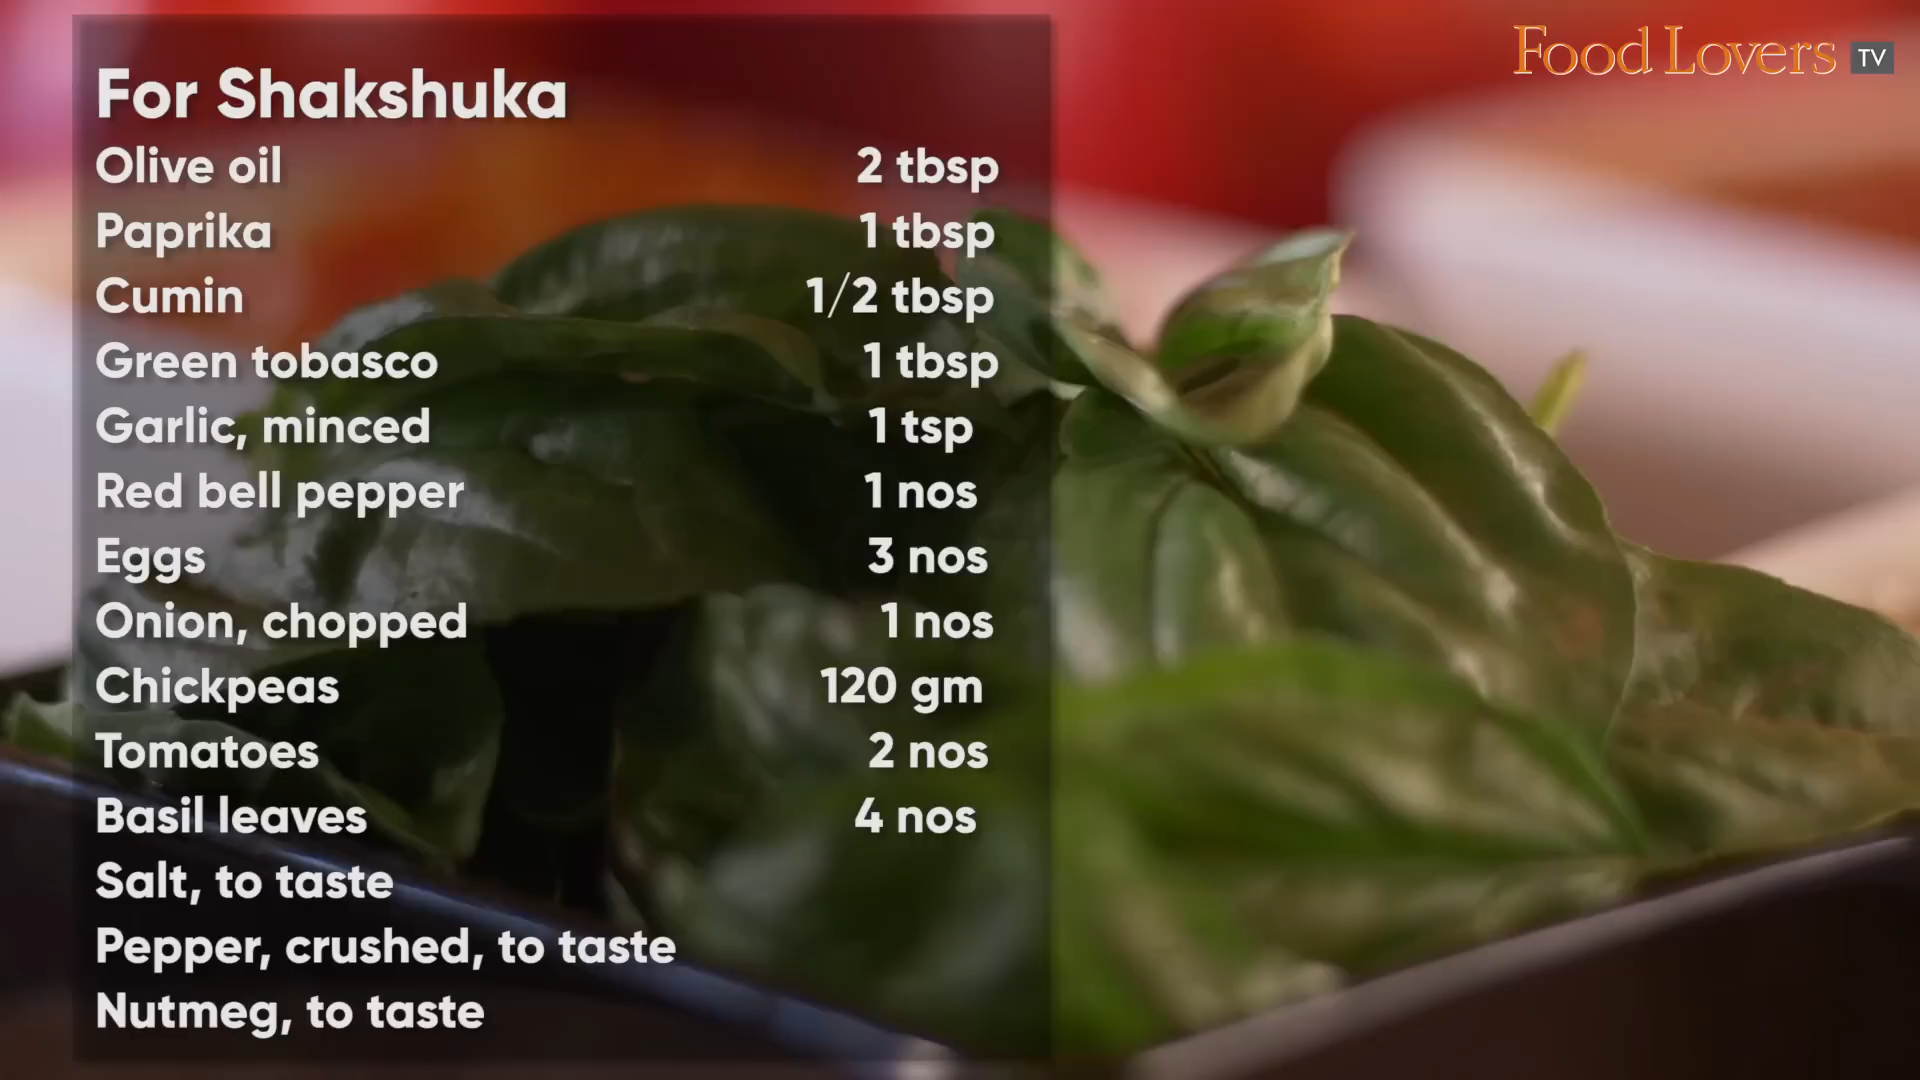 Food Lovers TV
For Shakshuka
Olive oil 2 tbsp
Paprika 1 tbsp
Cumin 1/2 tbsp
Green tobasco 1 tbsp
Garlic, minced 1 tsp
Red bell pepper 1 nos
Eggs 3 nos
Onion, chopped 1 nos
Chickpeas 120 gm
Tomatoes 2 nos
Basil leaves 4 nos
Salt, to taste
Pepper, crushed, to taste
Nutmeg, to taste